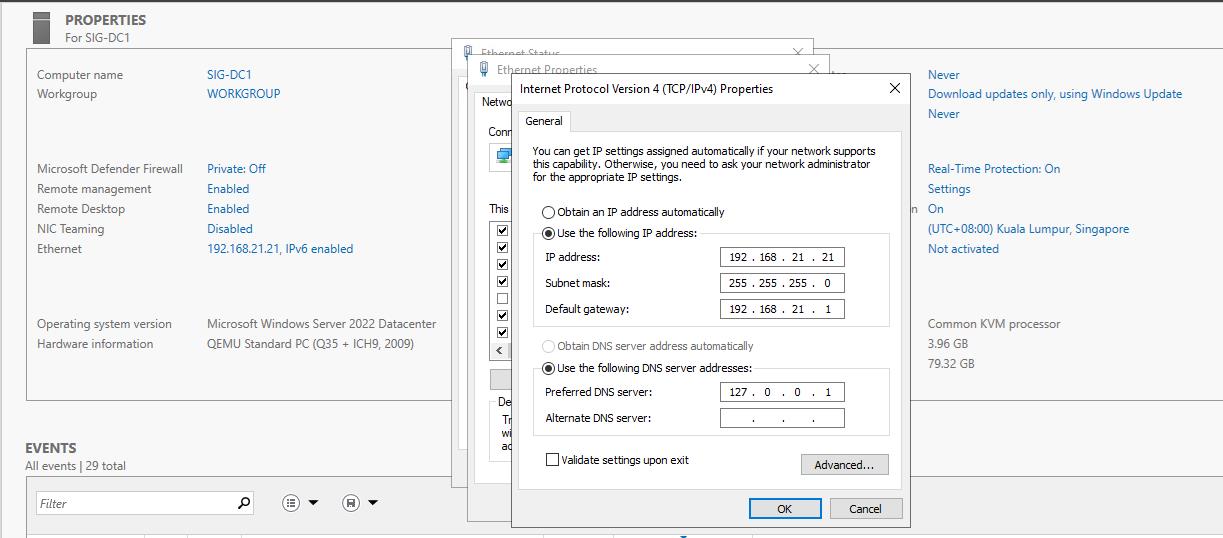 PROPERTIES
For SIG-DC1
Computer name SIG-DC1
Workgroup WORKGROUP
Microsoft Defender Firewall Private: Off
Remote management Enabled
Remote Desktop Enabled
NIC Teaming Disabled
Ethernet 192.168.21.21, IPv6 enabled
Operating system version Microsoft Windows Server 2022 Datacenter
Hardware information QEMU Standard PC (Q35 + ICH9, 2009)
Never
Download updates only, using Windows Update
Never
Real-Time Protection: On
Settings
On
(UTC+08:00) Kuala Lumpur, Singapore
Not activated
Common KVM processor
3.96 GB
79.32 GB
Ethernet Status
Ethernet Properties
Netwo
Conn
This
De
Internet Protocol Version 4 (TCP/IPv4) Properties
General
You can get IP settings assigned automatically if your network supports
this capability. Otherwise, you need to ask your network administrator
for the appropriate IP settings.
Obtain an IP address automatically
Use the following IP address:
IP address: 192 . 168 . 21 . 21
Subnet mask: 255 . 255 . 255 . 0
Default gateway: 192 . 168 . 21 . 1
Obtain DNS server address automatically
Use the following DNS server addresses:
Preferred DNS server: 127 . 0 . 0 . 1
Alternate DNS server: . . .
Validate settings upon exit
Advanced...
OK Cancel
EVENTS
All events | 29 total
Filter